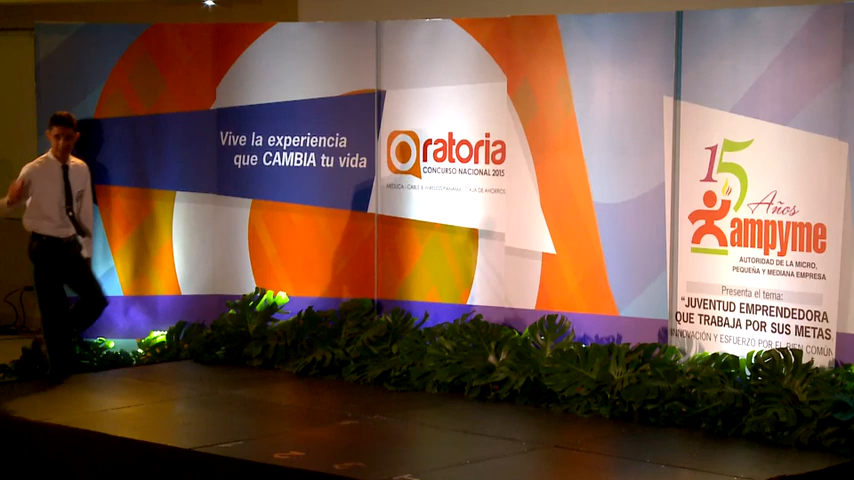 Vive la experiencia
que CAMBIA tu vida
Oratoria
CONCURSO NACIONAL 2015
15
Años
ampyme
AUTORIDAD DE LA MICRO,
PEQUEÑA Y MEDIANA EMPRESA
Presenta el tema:
“JUVENTUD EMPRENDEDORA
QUE TRABAJA POR SUS METAS
INNOVACIÓN Y ESFUERZO POR EL BIEN COMÚN